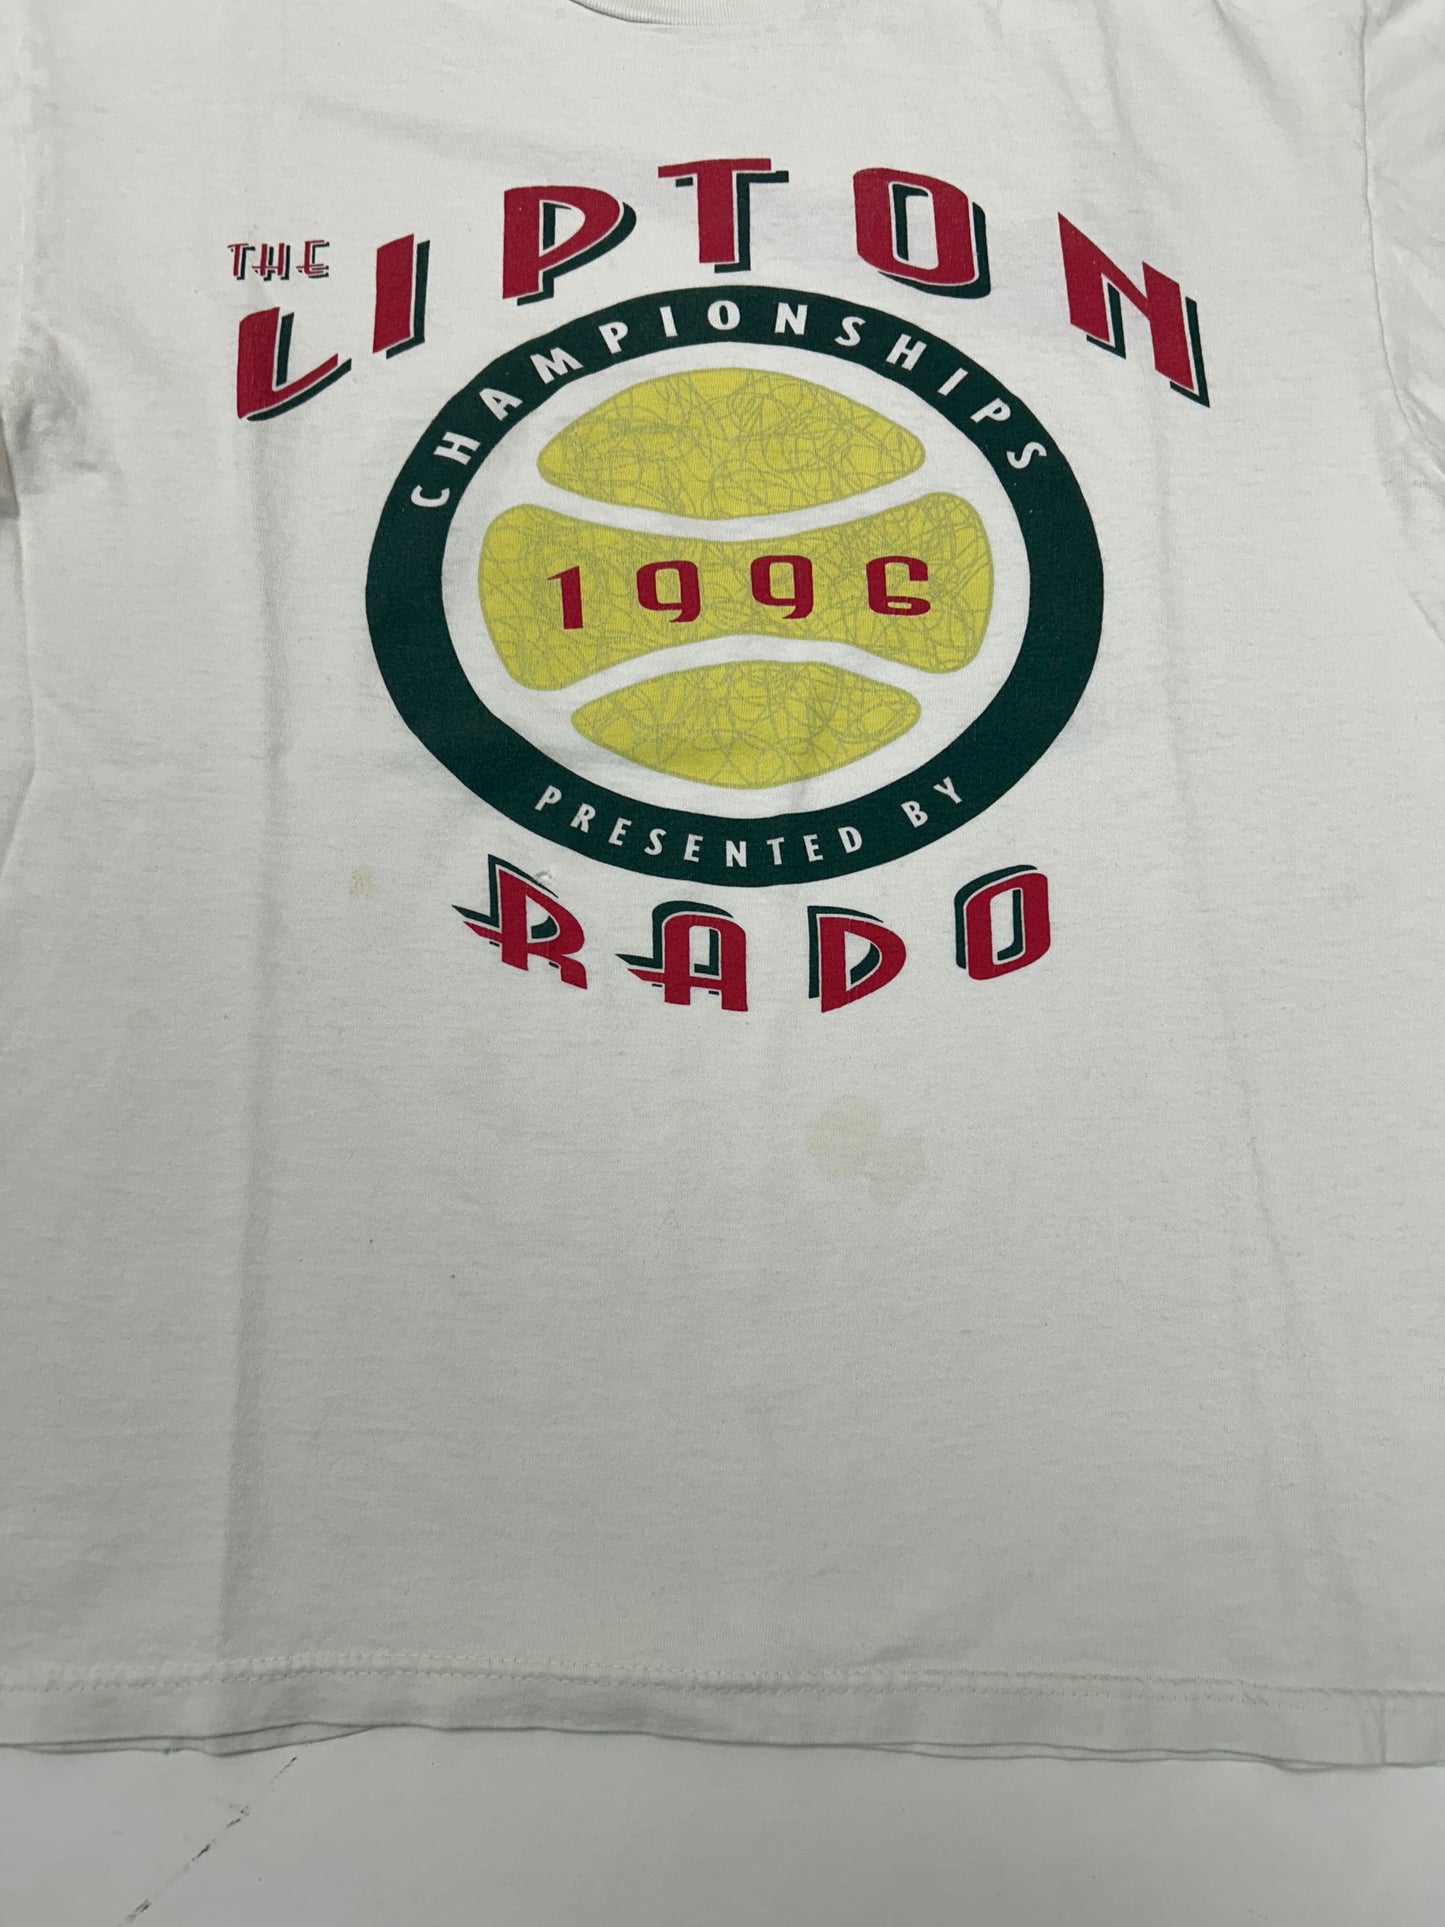 THE
LIPTON
CHAMPIONSHIPS
1996
PRESENTED BY
RADO